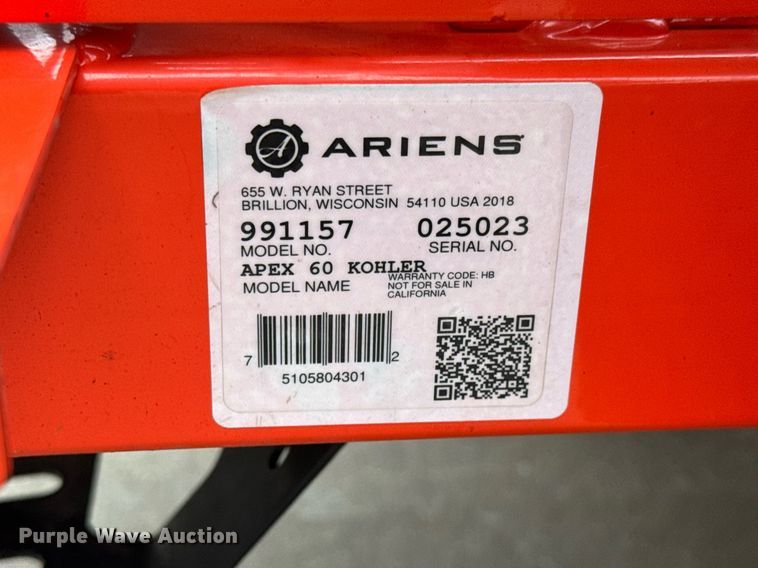 A ARIENS
655 W. RYAN STREET
BRILLION, WISCONSIN 54110 USA 2018
991157 025023
MODEL NO. SERIAL NO.
APEX 60 KOHLER
MODEL NAME
WARRANTY CODE: HB
NOT FOR SALE IN
CALIFORNIA
7 5105804301 2
Purple Wave Auction